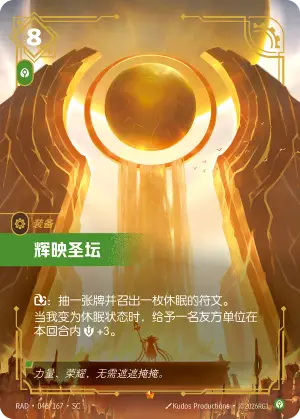 8
装备
辉映圣坛
：抽一张牌并召出一枚休眠的符文。
当我变为休眠状态时，给予一名友方单位在
本回合内 +3。
力量、荣耀，无需遮遮掩掩。
RAD · 046/167 · SC
Kudos Productions ©2026RGI